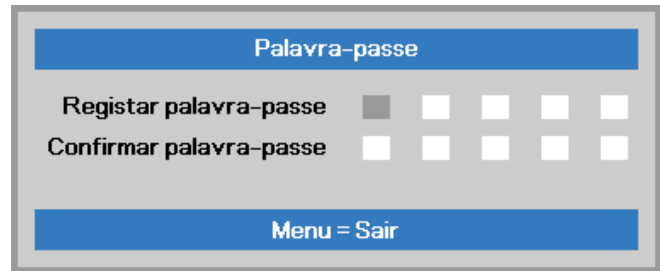 Palavra-passe
Registar palavra-passe
Confirmar palavra-passe
Menu = Sair